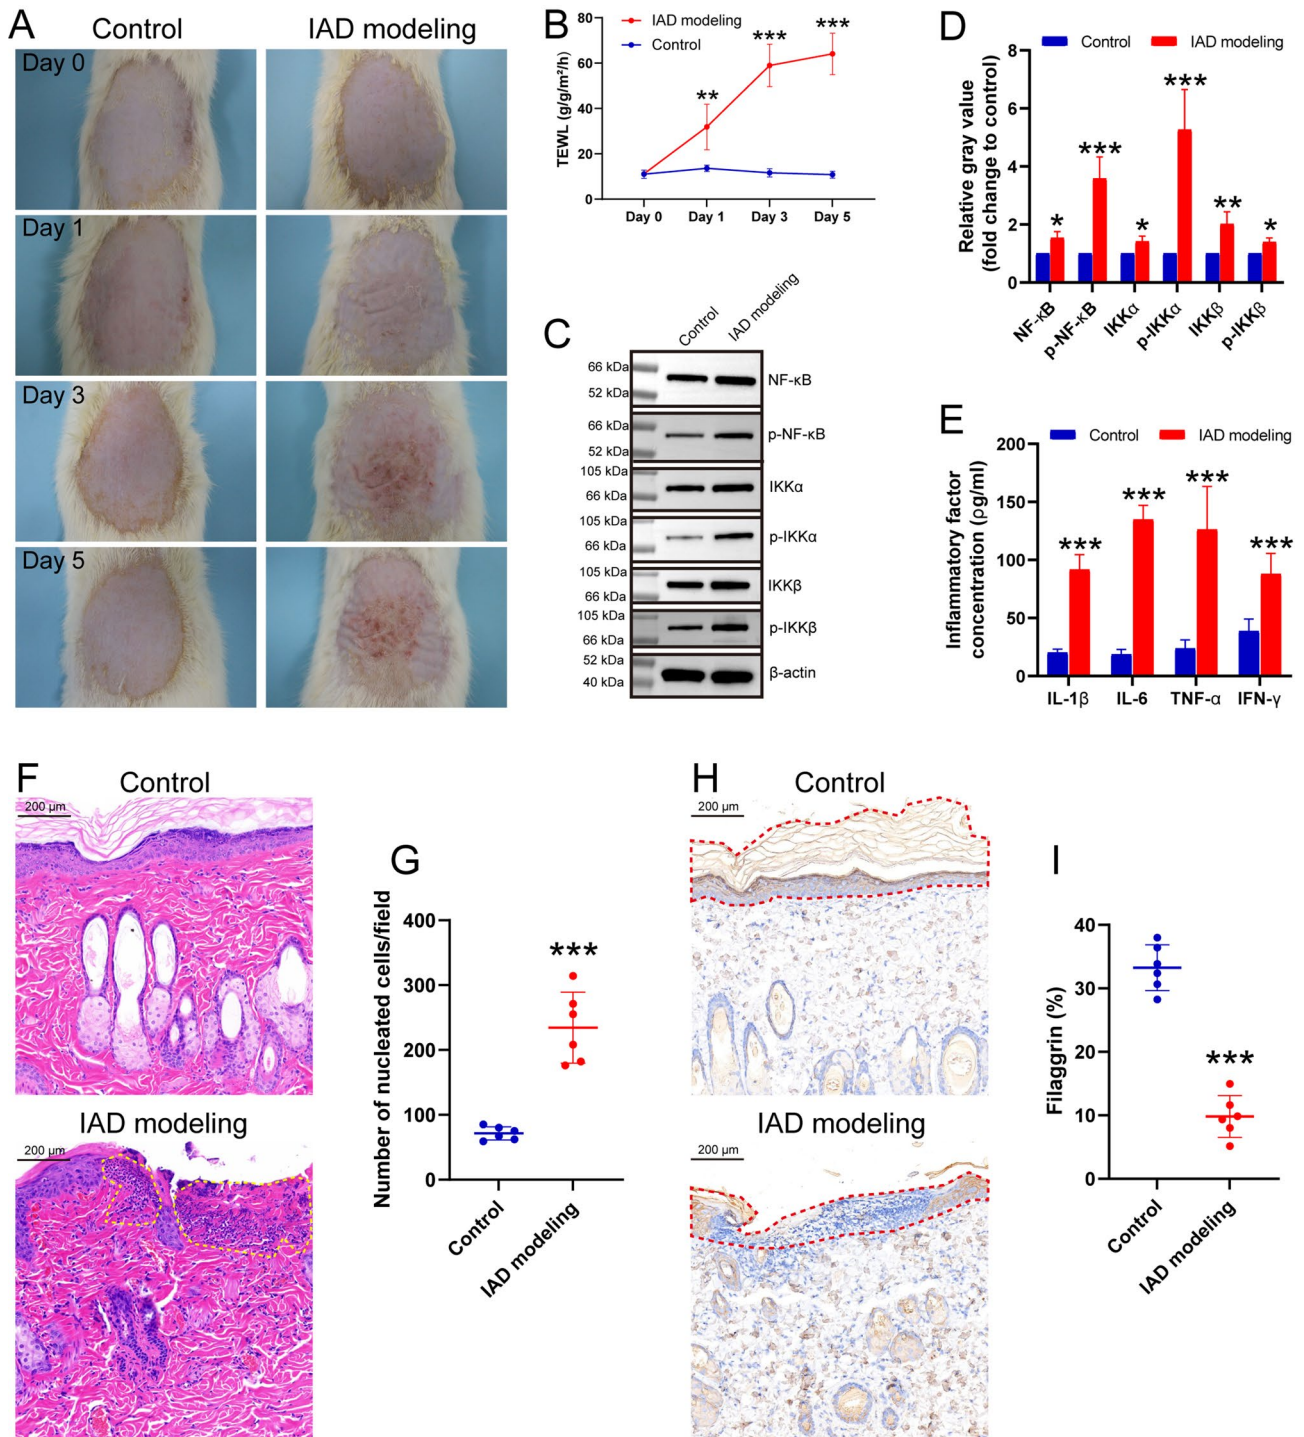 A
Control
IAD modeling
Day 0
Day 1
Day 3
Day 5
B
TEWL (g/g/m²/h)
80
60
40
20
0
IAD modeling
Control
**
***
***
Day 0
Day 1
Day 3
Day 5
C
Control
IAD modeling
66 kDa
52 kDa
NF-κB
66 kDa
52 kDa
p-NF-κB
105 kDa
66 kDa
IKKα
105 kDa
66 kDa
p-IKKα
105 kDa
66 kDa
IKKβ
105 kDa
66 kDa
p-IKKβ
52 kDa
40 kDa
β-actin
D
Control
IAD modeling
Relative gray value
(fold change to control)
8
6
4
2
0
*
***
*
***
**
*
NF-κB
p-NF-κB
IKKα
p-IKKα
IKKβ
p-IKKβ
E
Control
IAD modeling
Inflammatory factor
concentration (ρg/ml)
200
150
100
50
0
***
***
***
***
IL-1β
IL-6
TNF-α
IFN-γ
F
Control
200 μm
IAD modeling
200 μm
G
Number of nucleated cells/field
400
300
200
100
0
***
Control
IAD modeling
H
Control
200 μm
IAD modeling
200 μm
I
Filaggrin (%)
40
30
20
10
0
***
Control
IAD modeling